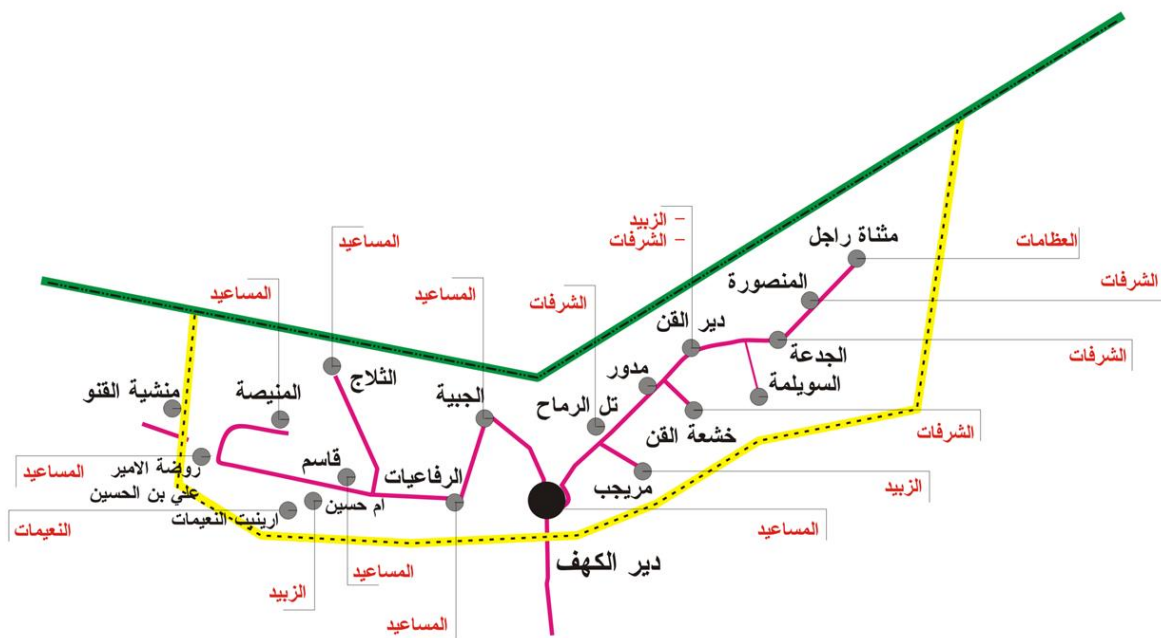 الزبيد –
الشرفات –
مثناة راجل
العظامات
المساعيد
المنصورة
الشرفات
المساعيد
المساعيد
الشرفات
دير القن
الجدعة
الشرفات
الثلاج
مدور
السويلمة
منشية القنو
المنيصة
الجبية
تل الرماح
خشعة القن
الشرفات
روضة الامير
علي بن الحسين
المساعيد
قاسم
الرفاعيات
مريجب
الزبيد
ام حسين
ارينبت النعيمات
النعيمات
المساعيد
دير الكهف
المساعيد
الزبيد
المساعيد